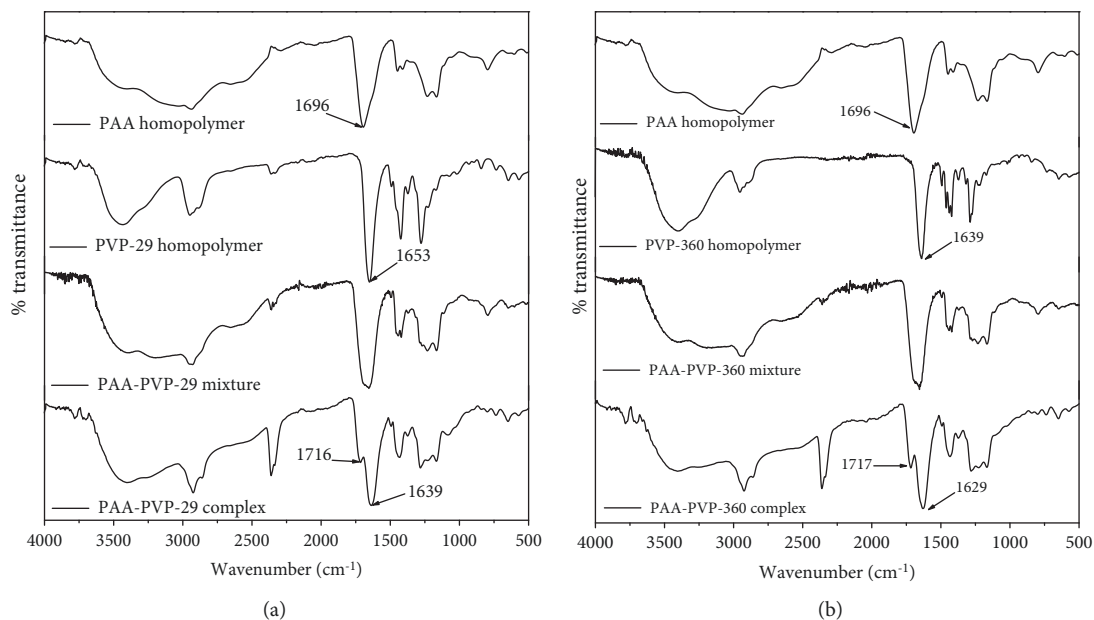 % transmittance
1696
PAA homopolymer
PVP-29 homopolymer
1653
PAA-PVP-29 mixture
1716
1639
PAA-PVP-29 complex
4000 3500 3000 2500 2000 1500 1000 500
Wavenumber (cm-1)
(a)
% transmittance
1696
PAA homopolymer
1639
PVP-360 homopolymer
PAA-PVP-360 mixture
1717
1629
PAA-PVP-360 complex
4000 3500 3000 2500 2000 1500 1000 500
Wavenumber (cm-1)
(b)